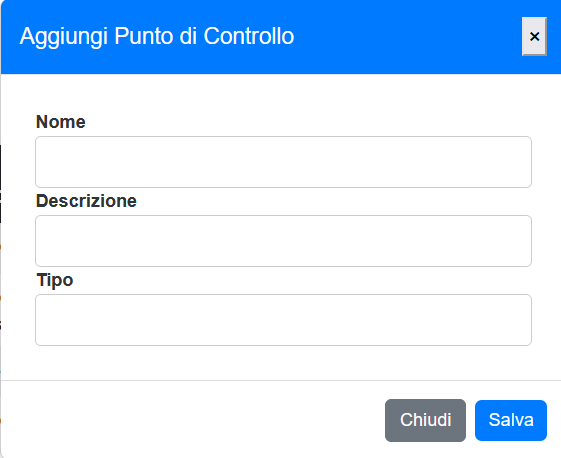 Aggiungi Punto di Controllo ×
Nome
Descrizione
Tipo
Chiudi Salva